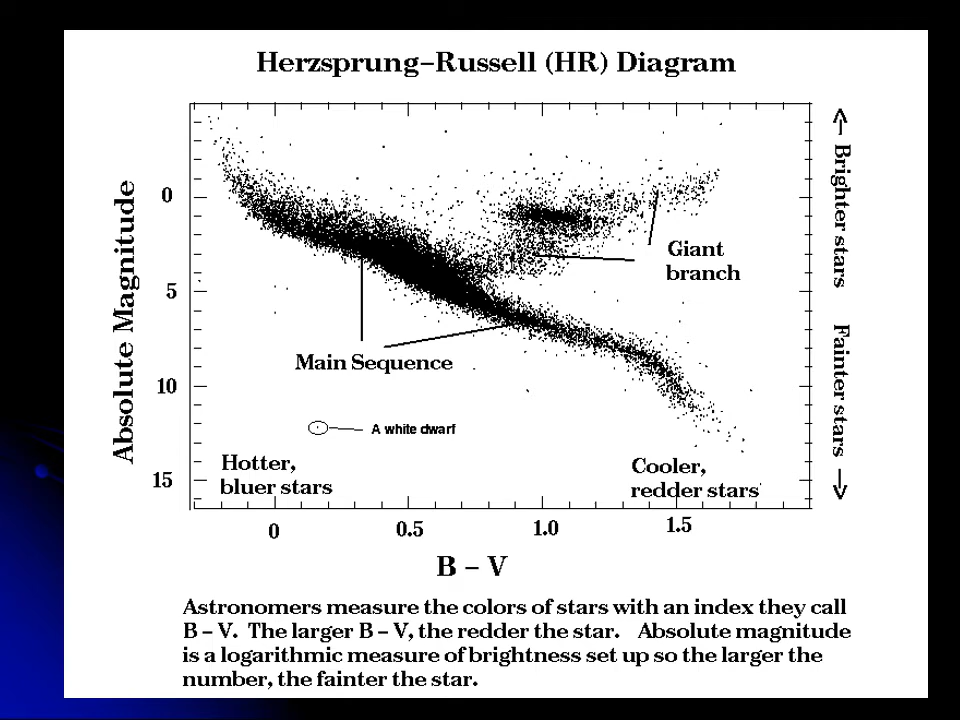 Herzsprung-Russell (HR) Diagram
Absolute Magnitude
0
5
10
15
<-- Brighter stars
Fainter stars -->
Giant
branch
Main Sequence
A white dwarf
Hotter,
bluer stars
Cooler,
redder stars
0
0.5
1.0
1.5
B – V
Astronomers measure the colors of stars with an index they call
B – V. The larger B – V, the redder the star. Absolute magnitude
is a logarithmic measure of brightness set up so the larger the
number, the fainter the star.